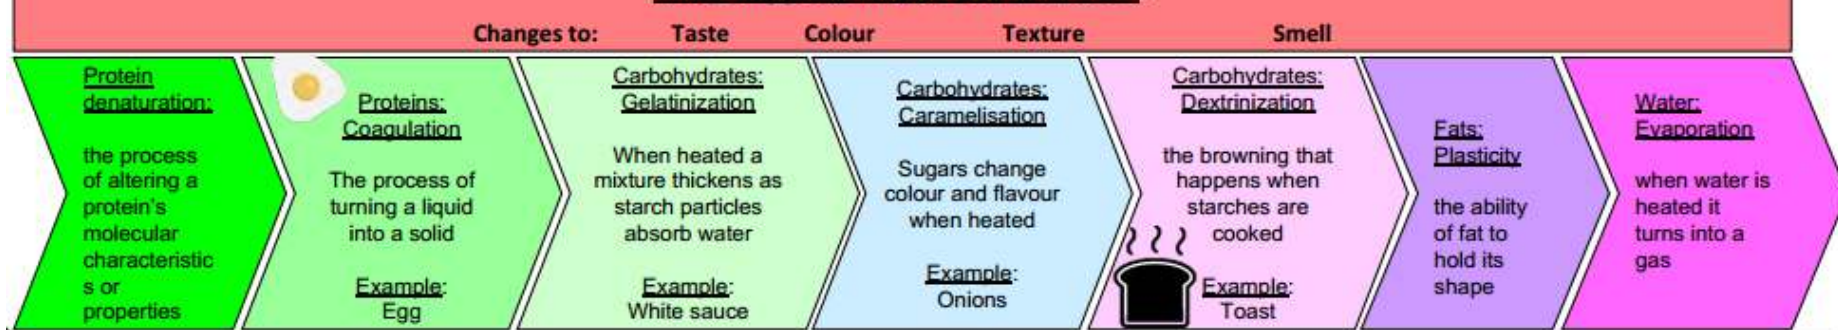 Changes to: Taste Colour Texture Smell
Protein
denaturation:
the process
of altering a
protein's
molecular
characteristic
s or
properties
Proteins:
Coagulation
The process of
turning a liquid
into a solid
Example:
Egg
Carbohydrates:
Gelatinization
When heated a
mixture thickens as
starch particles
absorb water
Example:
White sauce
Carbohydrates:
Caramelisation
Sugars change
colour and flavour
when heated
Example:
Onions
Carbohydrates:
Dextrinization
the browning that
happens when
starches are
cooked
Example:
Toast
Fats:
Plasticity
the ability
of fat to
hold its
shape
Water:
Evaporation
when water is
heated it
turns into a
gas